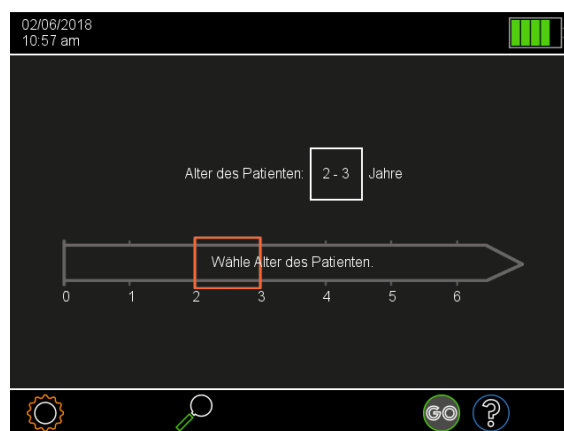 02/06/2018
10:57 am
Alter des Patienten: 2 - 3 Jahre
Wähle Alter des Patienten.
0 1 2 3 4 5 6
GO ?